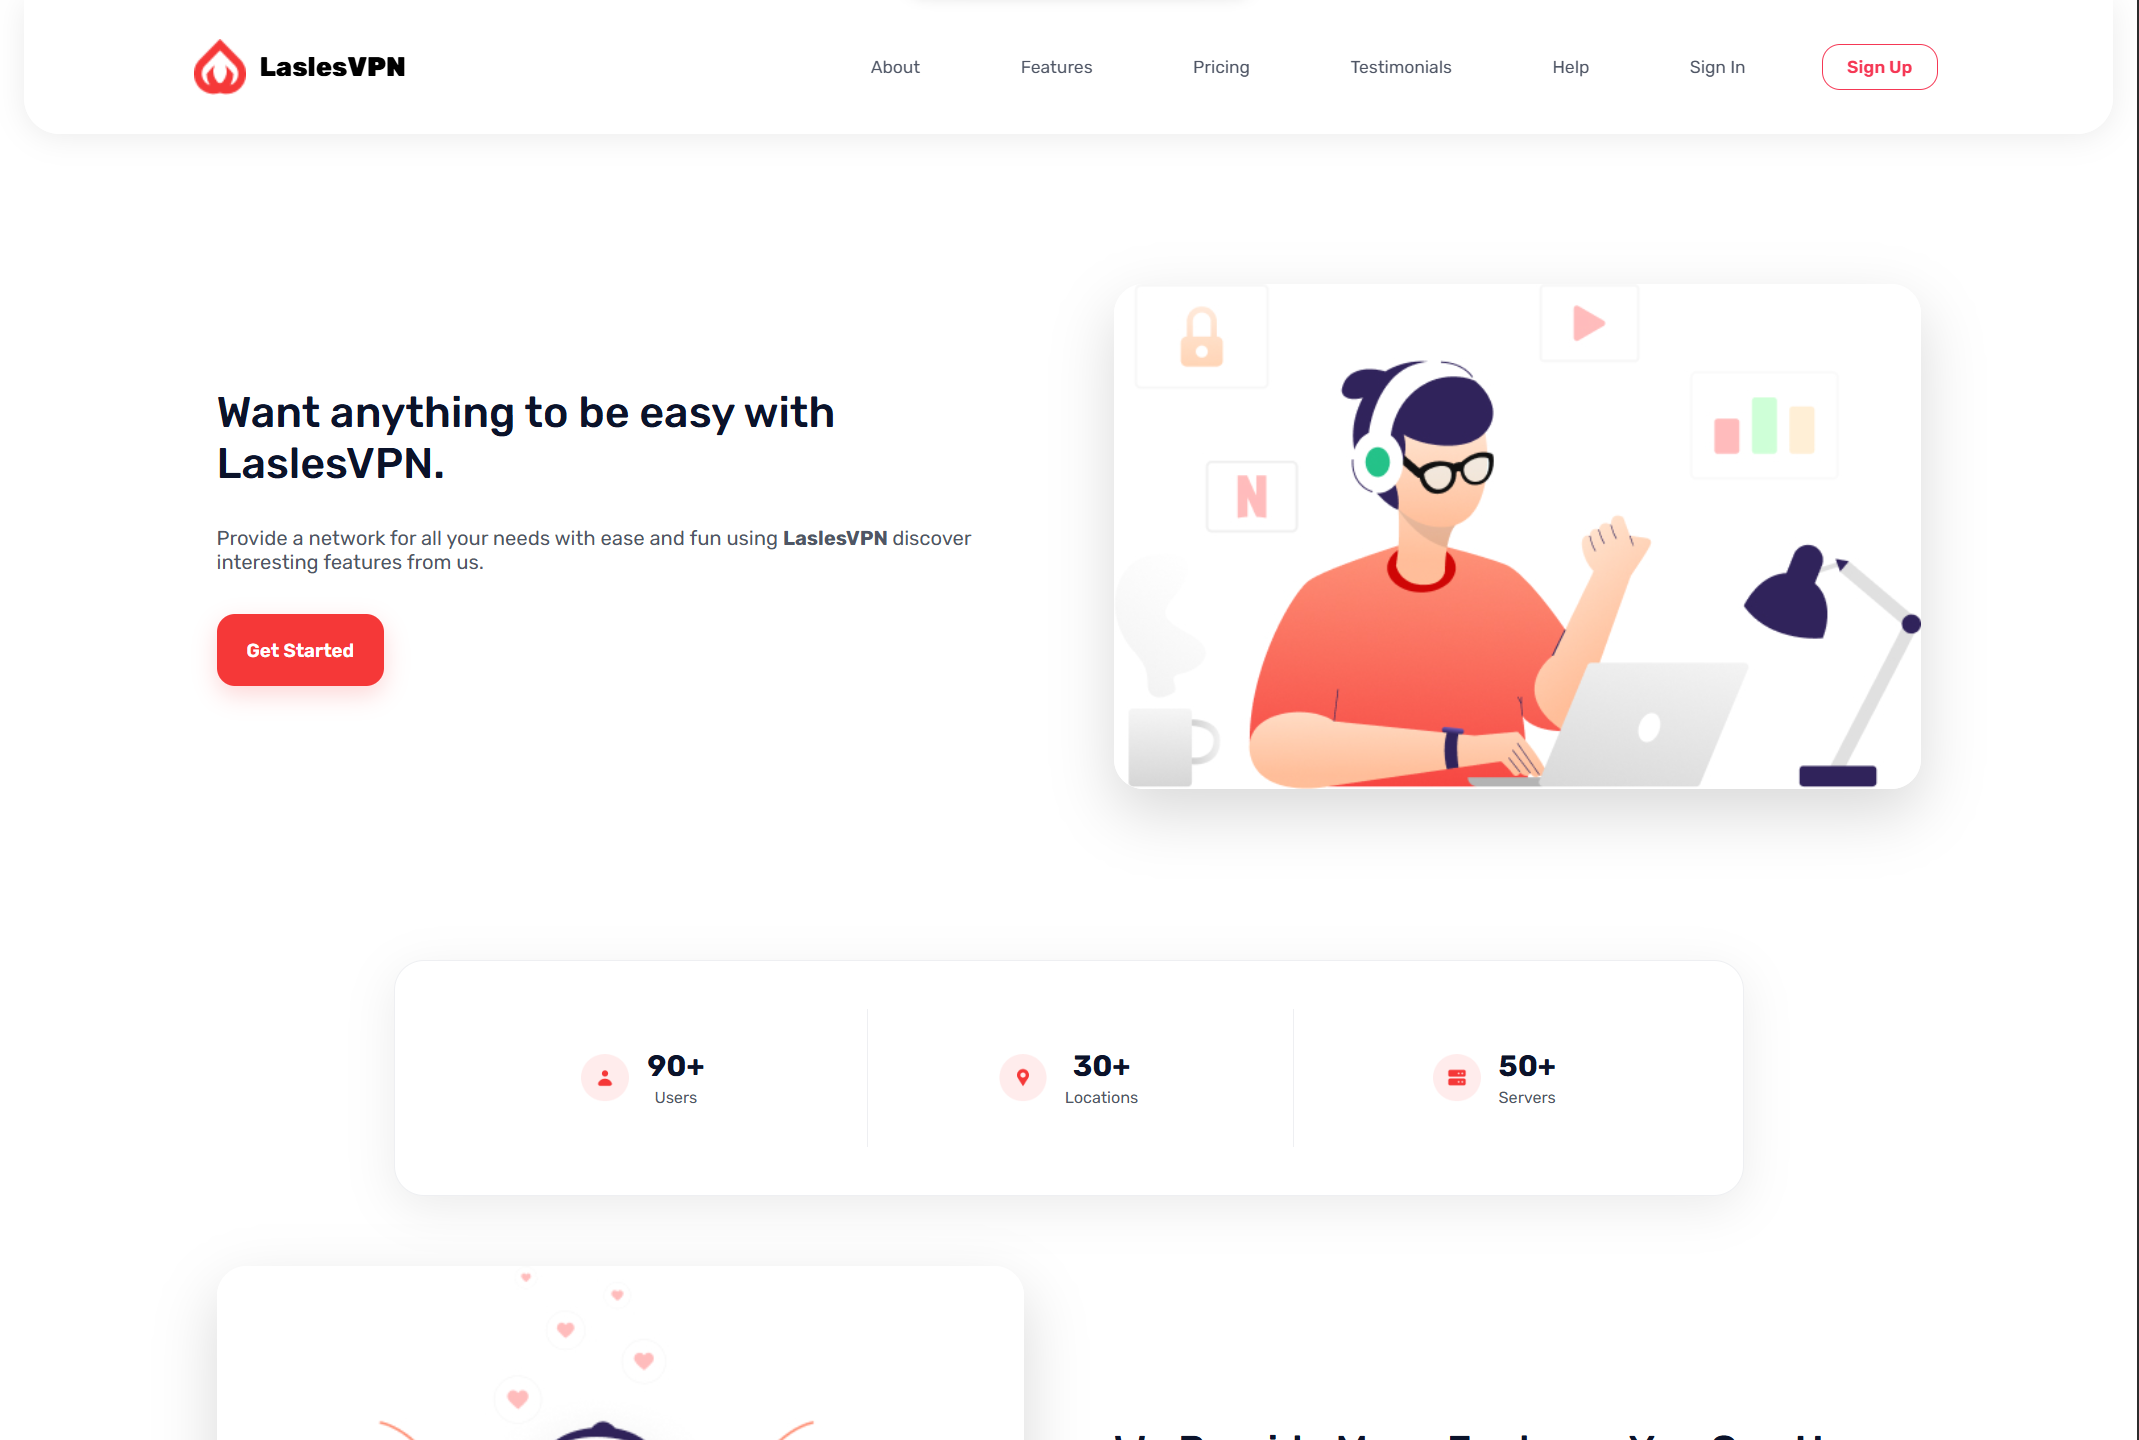 LaslesVPN
About
Features
Pricing
Testimonials
Help
Sign In
Sign Up
Want anything to be easy with
LaslesVPN.
Provide a network for all your needs with ease and fun using LaslesVPN discover
interesting features from us.
Get Started
N
90+
Users
30+
Locations
50+
Servers